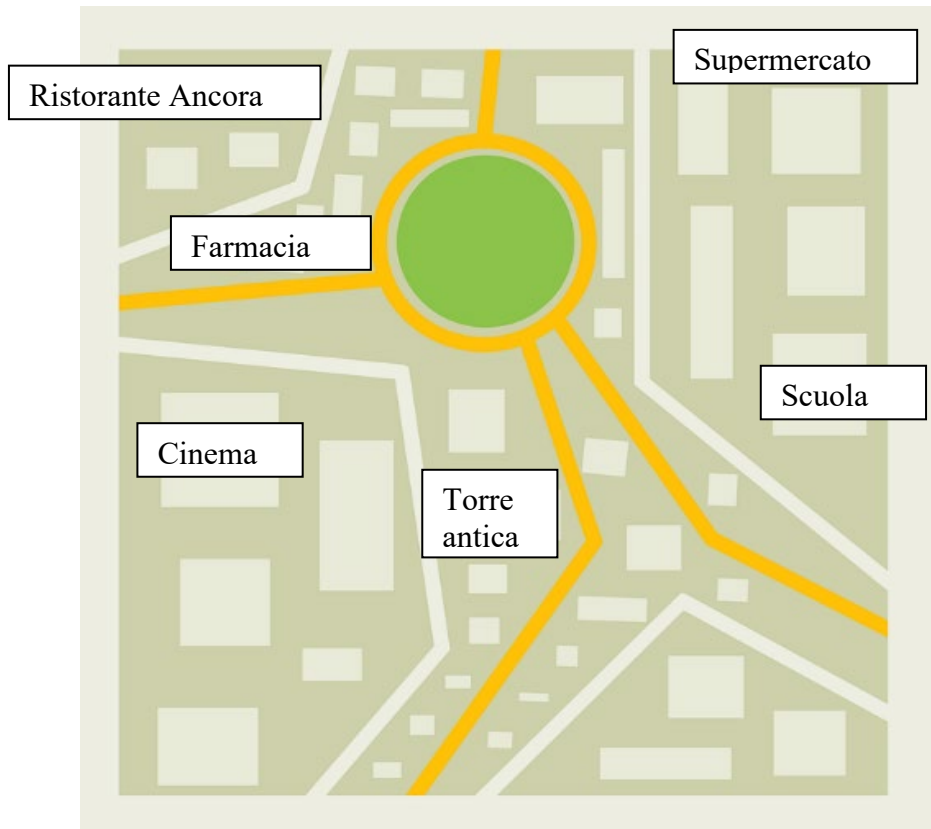 Supermercato
Ristorante Ancora
Farmacia
Scuola
Cinema
Torre
antica